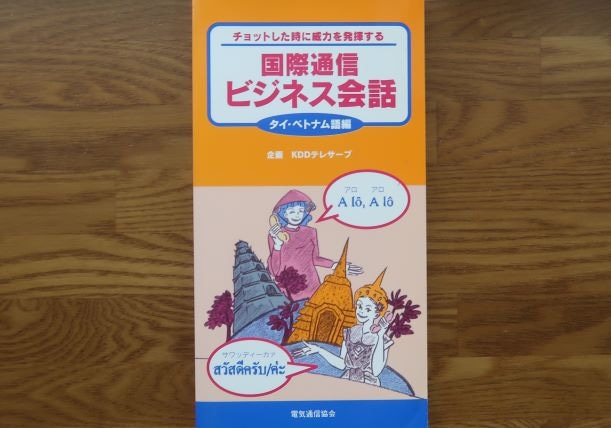 チョットした時に威力を発揮する
国際通信
ビジネス会話
タイ・ベトナム語編
企画　KDDテレサーブ
アロ　アロ
A lô, A lô
サワッディーカァ
สวัสดีครับ/ค่ะ
電気通信協会